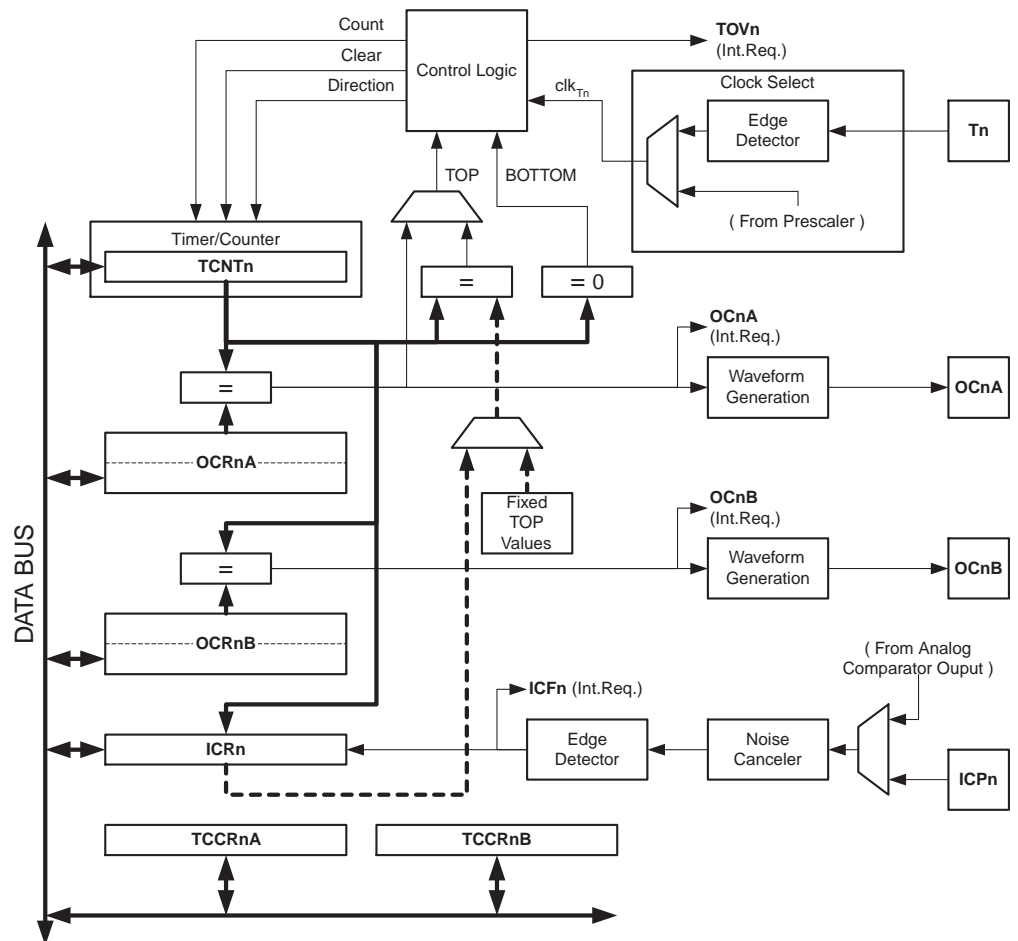 Count
Clear
Direction
Control Logic
TOVn
(Int.Req.)
clkTn
Clock Select
Edge
Detector
Tn
( From Prescaler )
TOP
BOTTOM
Timer/Counter
TCNTn
=
= 0
OCnA
(Int.Req.)
=
Waveform
Generation
OCnA
OCRnA
Fixed
TOP
Values
OCnB
(Int.Req.)
=
Waveform
Generation
OCnB
OCRnB
DATA BUS
( From Analog
Comparator Ouput )
ICFn (Int.Req.)
ICRn
Edge
Detector
Noise
Canceler
ICPn
TCCRnA
TCCRnB